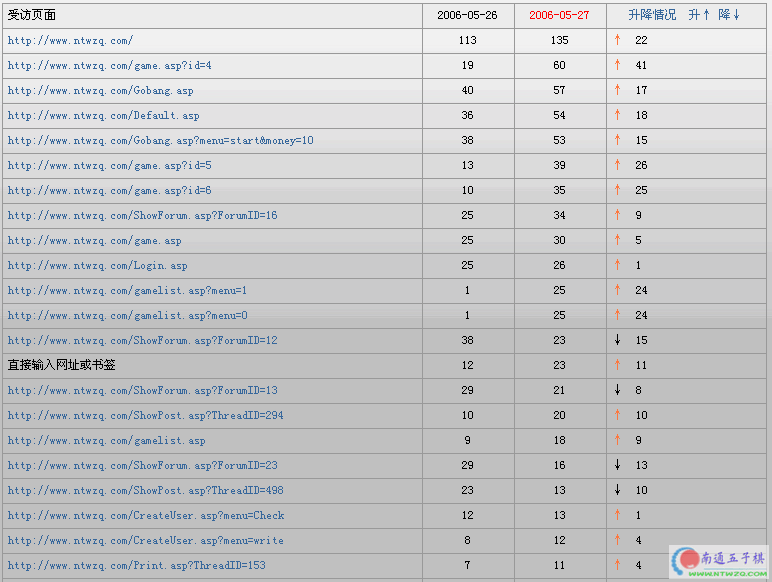 受访页面 2006-05-26 2006-05-27 升降情况 升↑ 降↓
http://www.ntwzq.com/ 113 135 ↑ 22
http://www.ntwzq.com/game.asp?id=4 19 60 ↑ 41
http://www.ntwzq.com/Gobang.asp 40 57 ↑ 17
http://www.ntwzq.com/Default.asp 36 54 ↑ 18
http://www.ntwzq.com/Gobang.asp?menu=start&money=10 38 53 ↑ 15
http://www.ntwzq.com/game.asp?id=5 13 39 ↑ 26
http://www.ntwzq.com/game.asp?id=6 10 35 ↑ 25
http://www.ntwzq.com/ShowForum.asp?ForumID=16 25 34 ↑ 9
http://www.ntwzq.com/game.asp 25 30 ↑ 5
http://www.ntwzq.com/Login.asp 25 26 ↑ 1
http://www.ntwzq.com/gamelist.asp?menu=1 1 25 ↑ 24
http://www.ntwzq.com/gamelist.asp?menu=0 1 25 ↑ 24
http://www.ntwzq.com/ShowForum.asp?ForumID=12 38 23 ↓ 15
直接输入网址或书签 12 23 ↑ 11
http://www.ntwzq.com/ShowForum.asp?ForumID=13 29 21 ↓ 8
http://www.ntwzq.com/ShowPost.asp?ThreadID=294 10 20 ↑ 10
http://www.ntwzq.com/gamelist.asp 9 18 ↑ 9
http://www.ntwzq.com/ShowForum.asp?ForumID=23 29 16 ↓ 13
http://www.ntwzq.com/ShowPost.asp?ThreadID=498 23 13 ↓ 10
http://www.ntwzq.com/CreateUser.asp?menu=Check 12 13 ↑ 1
http://www.ntwzq.com/CreateUser.asp?menu=write 8 12 ↑ 4
http://www.ntwzq.com/Print.asp?ThreadID=153 7 11 ↑ 4
南通五子棋
WWW.NTWZQ.COM